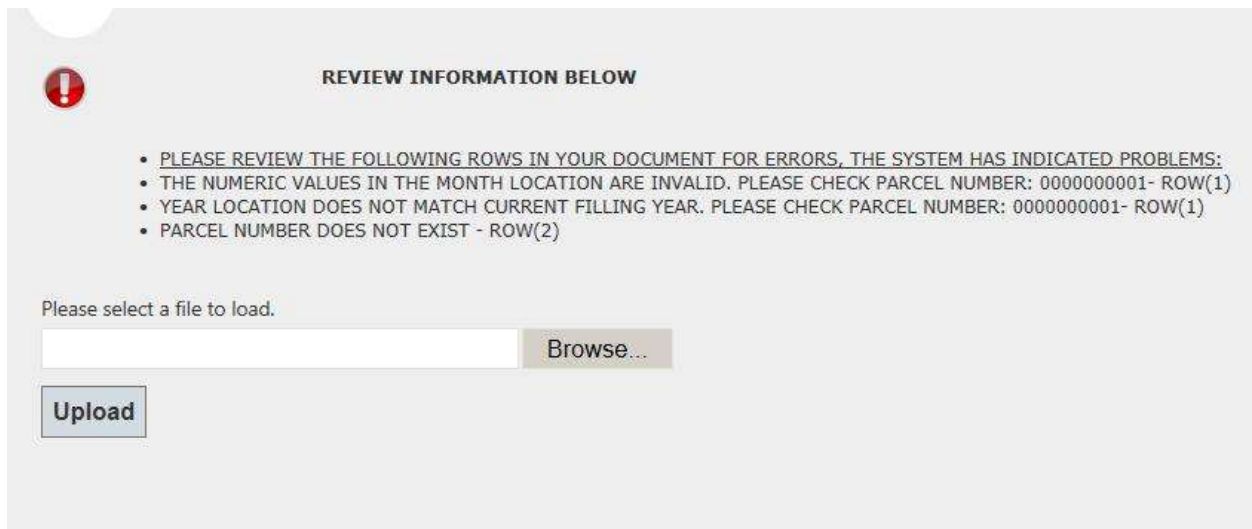 REVIEW INFORMATION BELOW
• PLEASE REVIEW THE FOLLOWING ROWS IN YOUR DOCUMENT FOR ERRORS, THE SYSTEM HAS INDICATED PROBLEMS:
• THE NUMERIC VALUES IN THE MONTH LOCATION ARE INVALID. PLEASE CHECK PARCEL NUMBER: 0000000001- ROW(1)
• YEAR LOCATION DOES NOT MATCH CURRENT FILLING YEAR. PLEASE CHECK PARCEL NUMBER: 0000000001- ROW(1)
• PARCEL NUMBER DOES NOT EXIST - ROW(2)
Please select a file to load.
Browse...
Upload